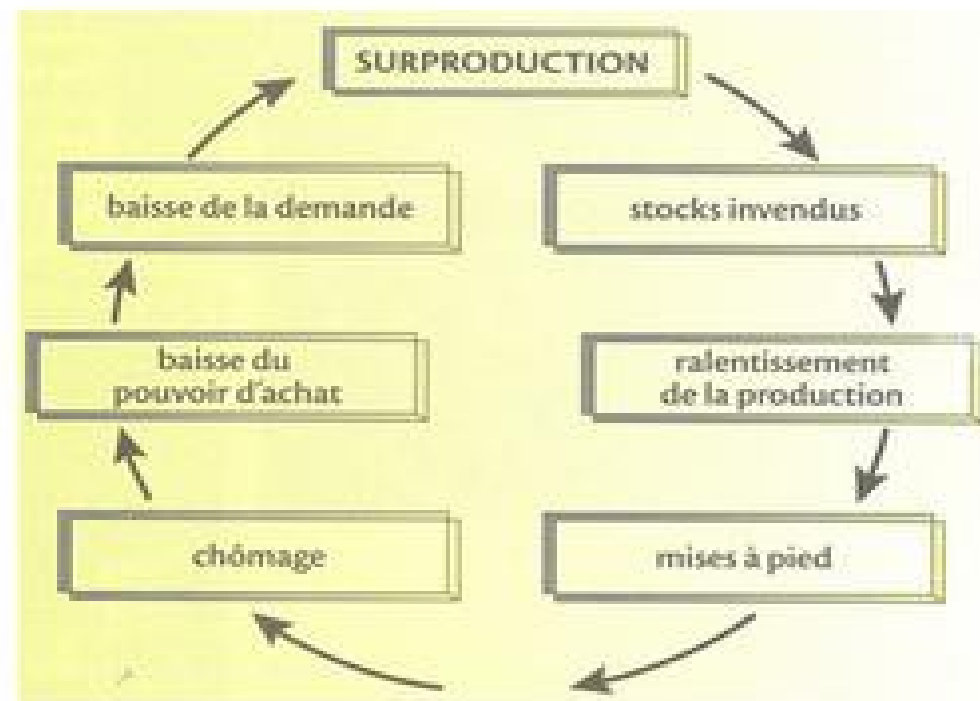 SURPRODUCTION
stocks invendus
ralentissement
de la production
mises à pied
chômage
baisse du
pouvoir d'achat
baisse de la demande